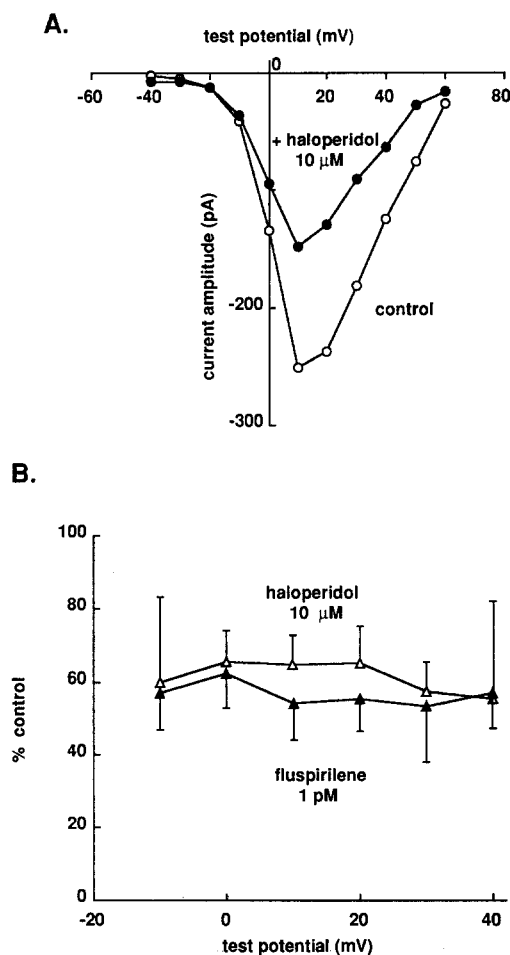 A.
test potential (mV)
0
-60 -40 20 40 60 80
+ haloperidol
10 µM
current amplitude (pA)
-200
control
-300
B.
100
80
60
40
20
0
% control
haloperidol
10 µM
fluspirilene
1 pM
-20 0 20 40
test potential (mV)